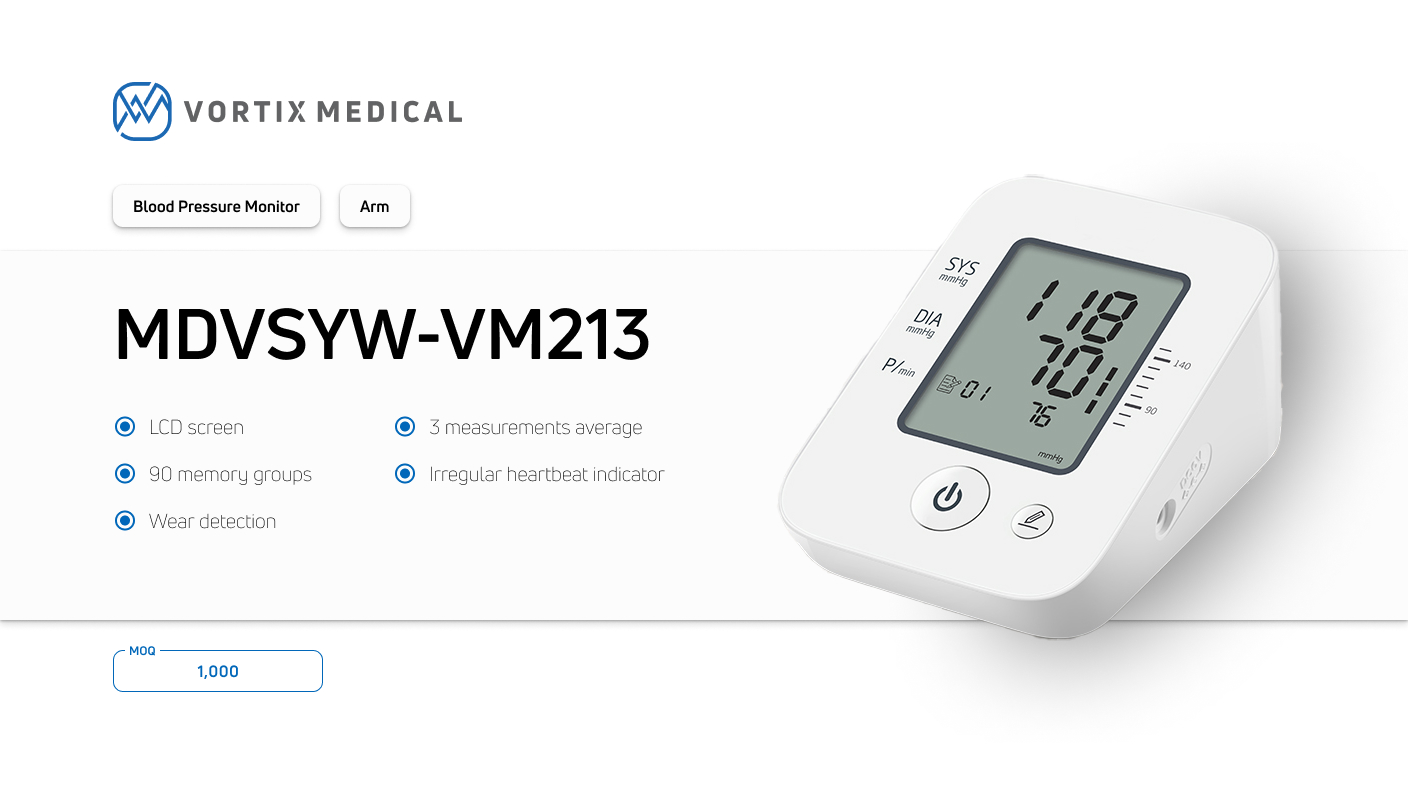 VORTIX MEDICAL
Blood Pressure Monitor
Arm
MDVSYW-VM213
LCD screen
3 measurements average
90 memory groups
Irregular heartbeat indicator
Wear detection
MOQ
1,000
SYS
mmHg
DIA
mmHg
P/min
118
70
01
76
mmHg
140
90